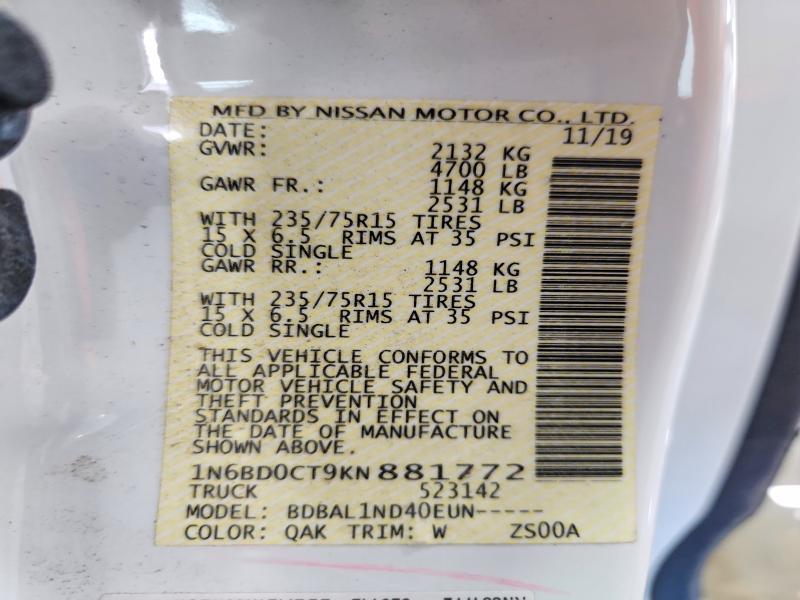 MFD BY NISSAN MOTOR CO., LTD.
DATE: 11/19
GVWR: 2132 KG
4700 LB
GAWR FR.: 1148 KG
2531 LB
WITH 235/75R15 TIRES
15 X 6.5 RIMS AT 35 PSI
COLD SINGLE
GAWR RR.: 1148 KG
2531 LB
WITH 235/75R15 TIRES
15 X 6.5 RIMS AT 35 PSI
COLD SINGLE
THIS VEHICLE CONFORMS TO
ALL APPLICABLE FEDERAL
MOTOR VEHICLE SAFETY AND
THEFT PREVENTION
STANDARDS IN EFFECT ON
THE DATE OF MANUFACTURE
SHOWN ABOVE.
1N6BD0CT9KN881772
TRUCK 523142
MODEL: BDBAL1ND40EUN-----
COLOR: QAK TRIM: W ZS00A